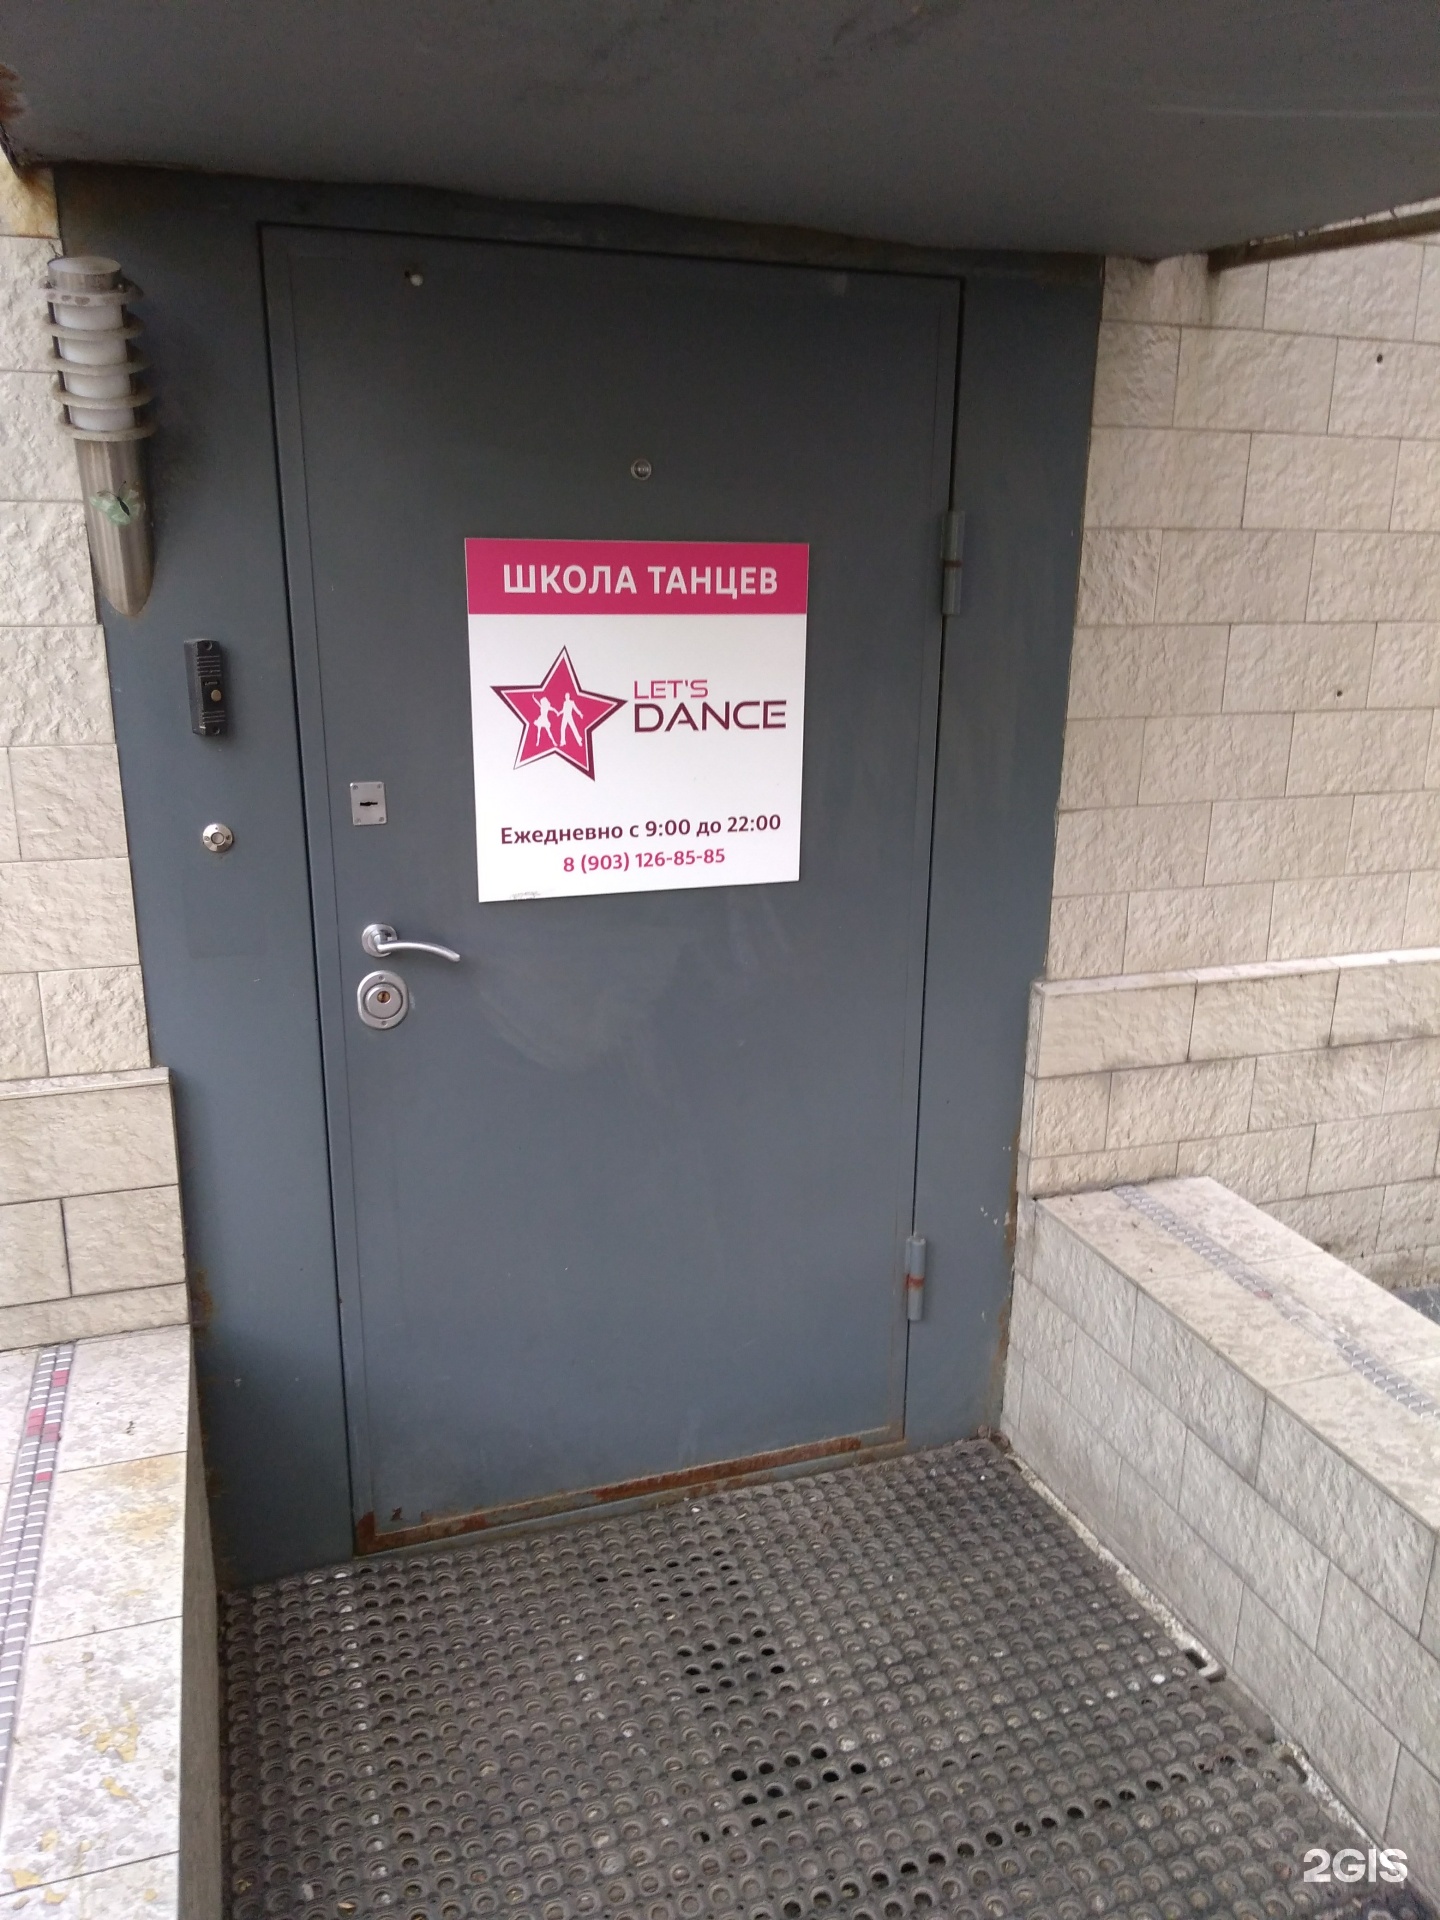 ШКОЛА ТАНЦЕВ
LET'S
DANCE
Ежедневно с 9:00 до 22:00
8 (903) 126-85-85
2GIS